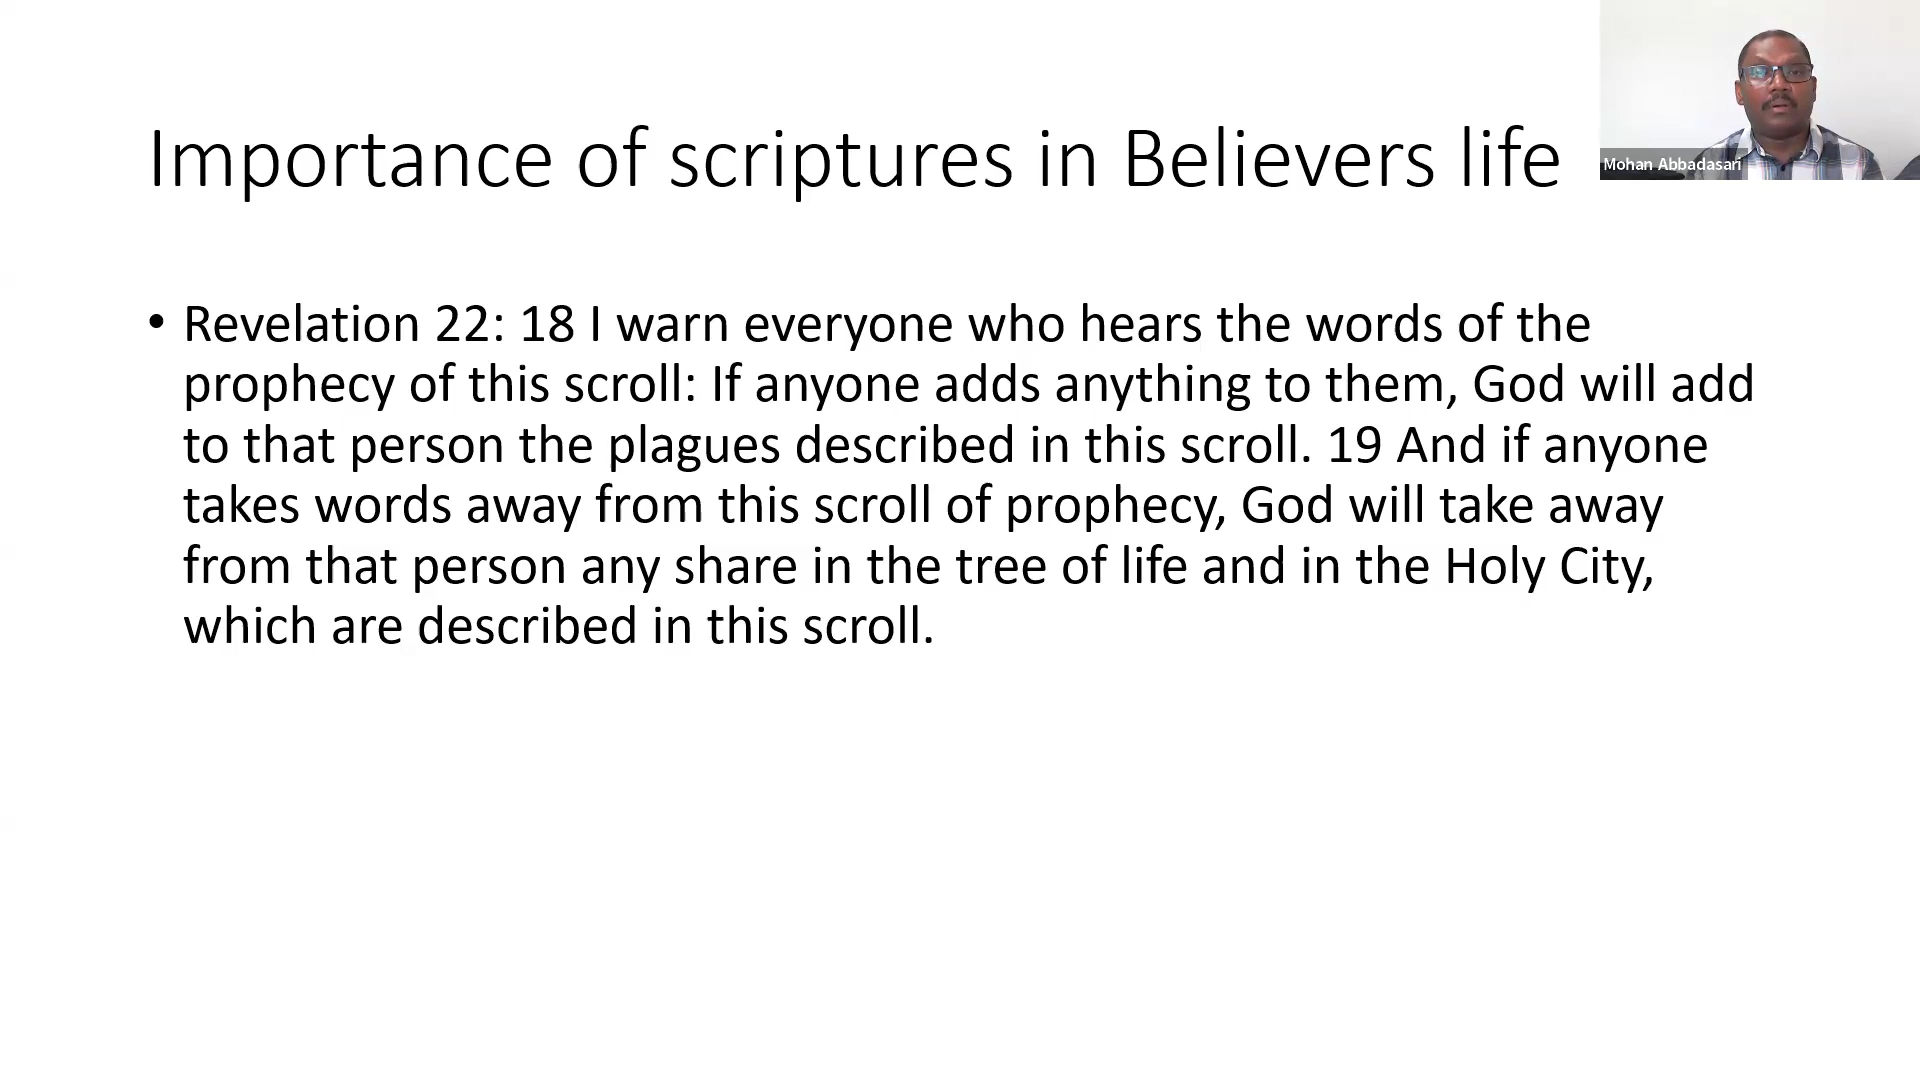 Importance of scriptures in Believers life
Mohan Abbadasari
• Revelation 22: 18 I warn everyone who hears the words of the
prophecy of this scroll: If anyone adds anything to them, God will add
to that person the plagues described in this scroll. 19 And if anyone
takes words away from this scroll of prophecy, God will take away
from that person any share in the tree of life and in the Holy City,
which are described in this scroll.